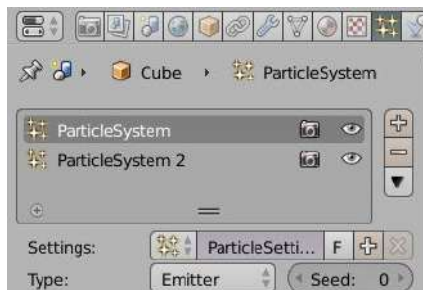 Cube ParticleSystem
ParticleSystem
ParticleSystem 2
Settings: ParticleSetti... F
Type: Emitter Seed: 0